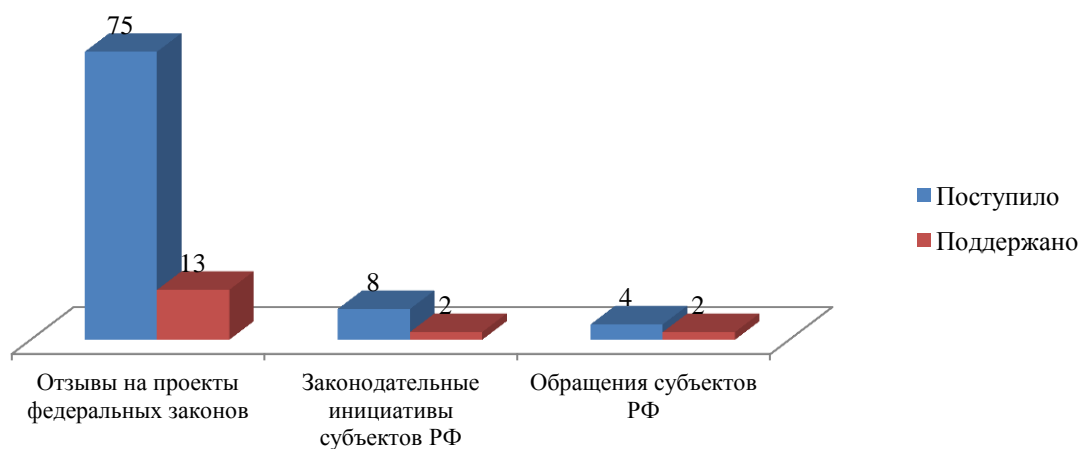 75
13
8
2
4
2
Поступило
Поддержано
Отзывы на проекты
федеральных законов
Законодательные
инициативы
субъектов РФ
Обращения субъектов
РФ